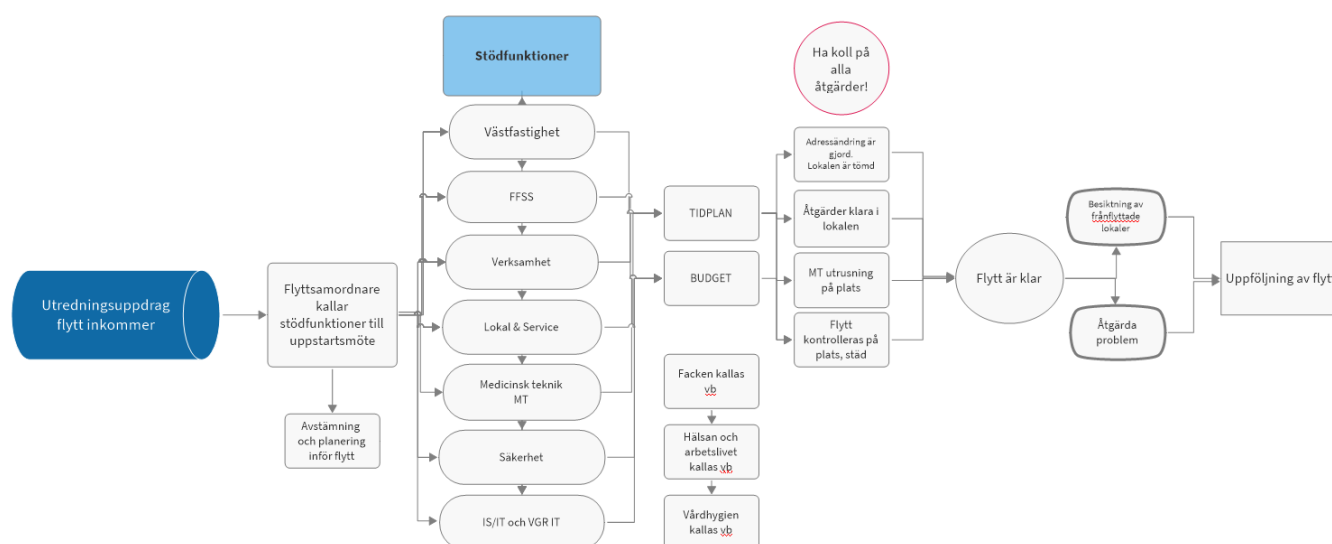 Utredningsuppdrag
flytt inkommer
Flyttsamordnare
kallar
stödfunktioner till
uppstartsmöte
Avstämning
och planering
inför flytt
Stödfunktioner
Västfastighet
FFSS
Verksamhet
Lokal & Service
Medicinsk teknik
MT
Säkerhet
IS/IT och VGR IT
TIDPLAN
BUDGET
Facken kallas
vb
Hälsan och
arbetslivet
kallas vb
Vårdhygien
kallas vb
Ha koll på
alla
åtgärder!
Adressändring är
gjord.
Lokalen är tömd
Åtgärder klara i
lokalen
MT utrusning
på plats
Flytt
kontrolleras på
plats, städ
Flytt är klar
Besiktning av
frånflyttade
lokaler
Åtgärda
problem
Uppföljning av flytt